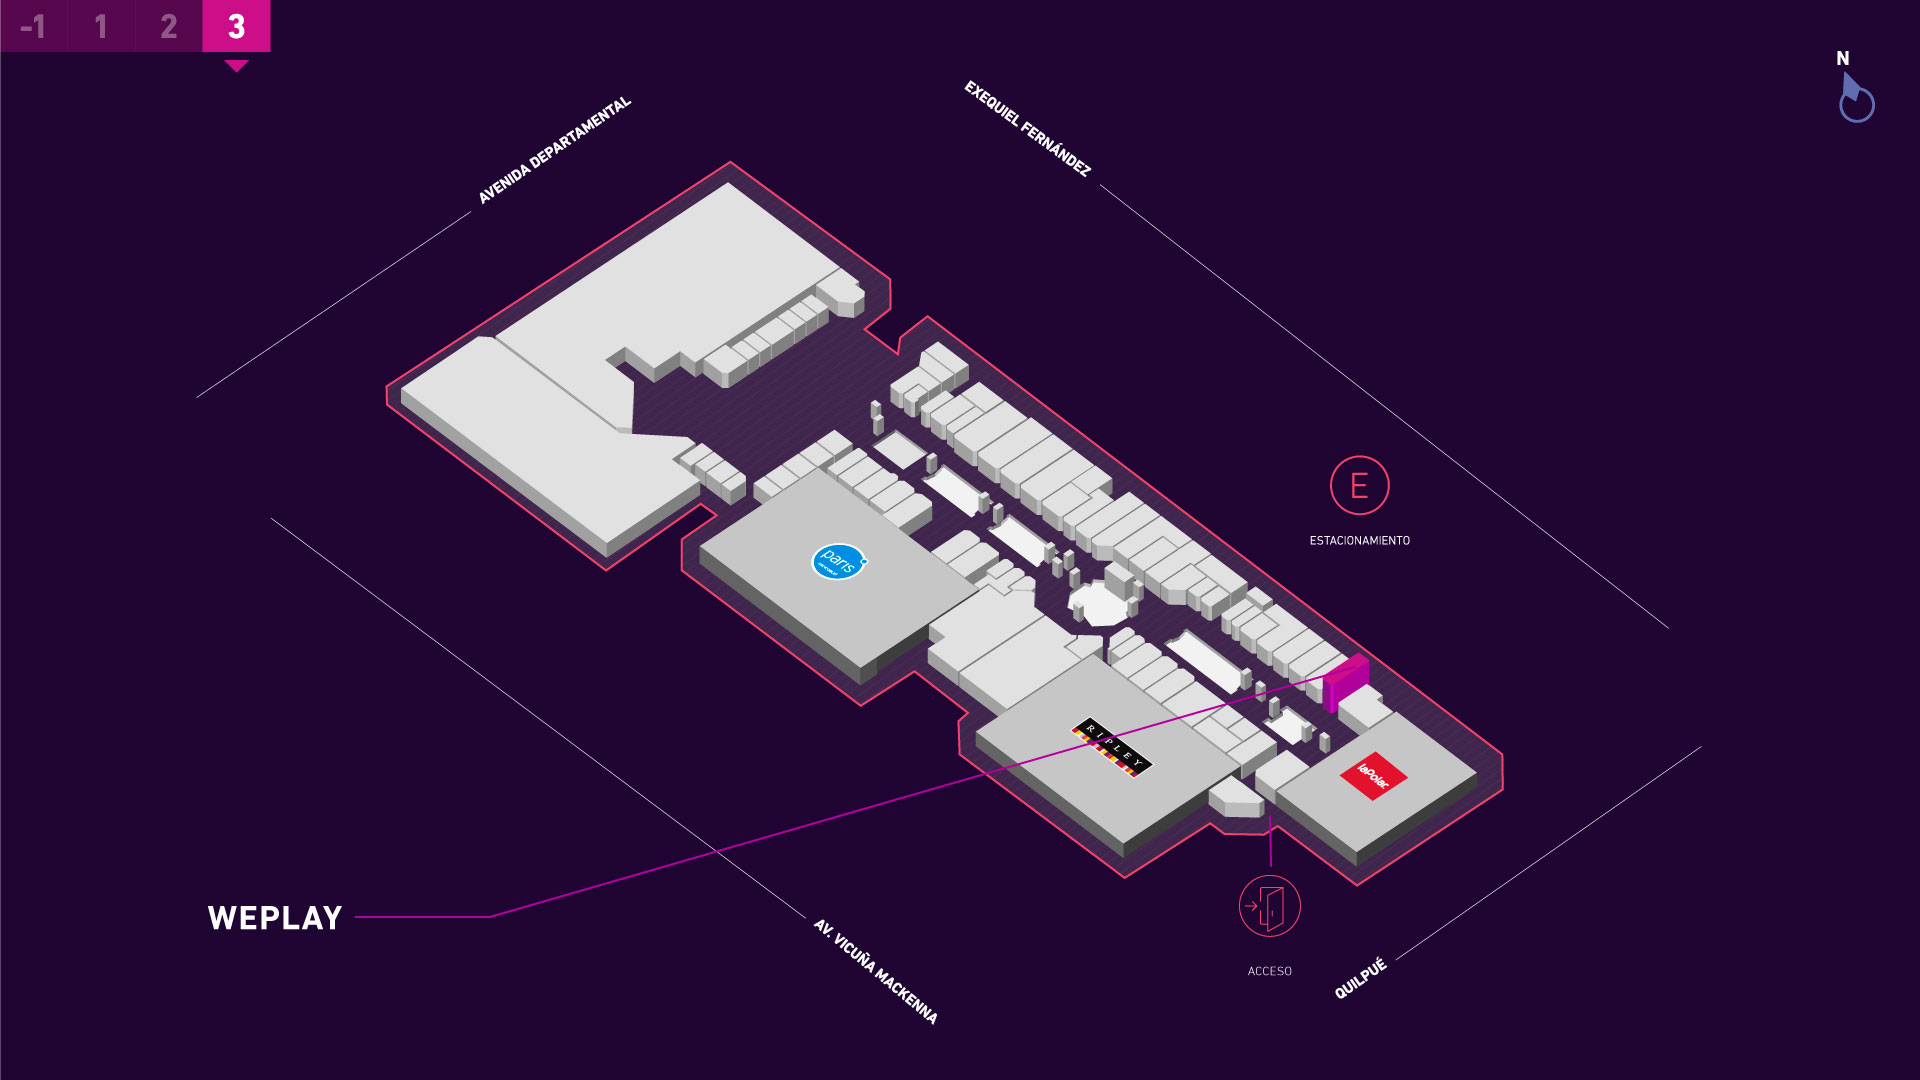 -1 1 2 3
N
AVENIDA DEPARTAMENTAL
EXEQUIEL FERNÁNDEZ
E
ESTACIONAMIENTO
paris
RIPLEY
laPolar
WEPLAY
AV. VICUÑA MACKENNA
ACCESO
QUILPUÉ